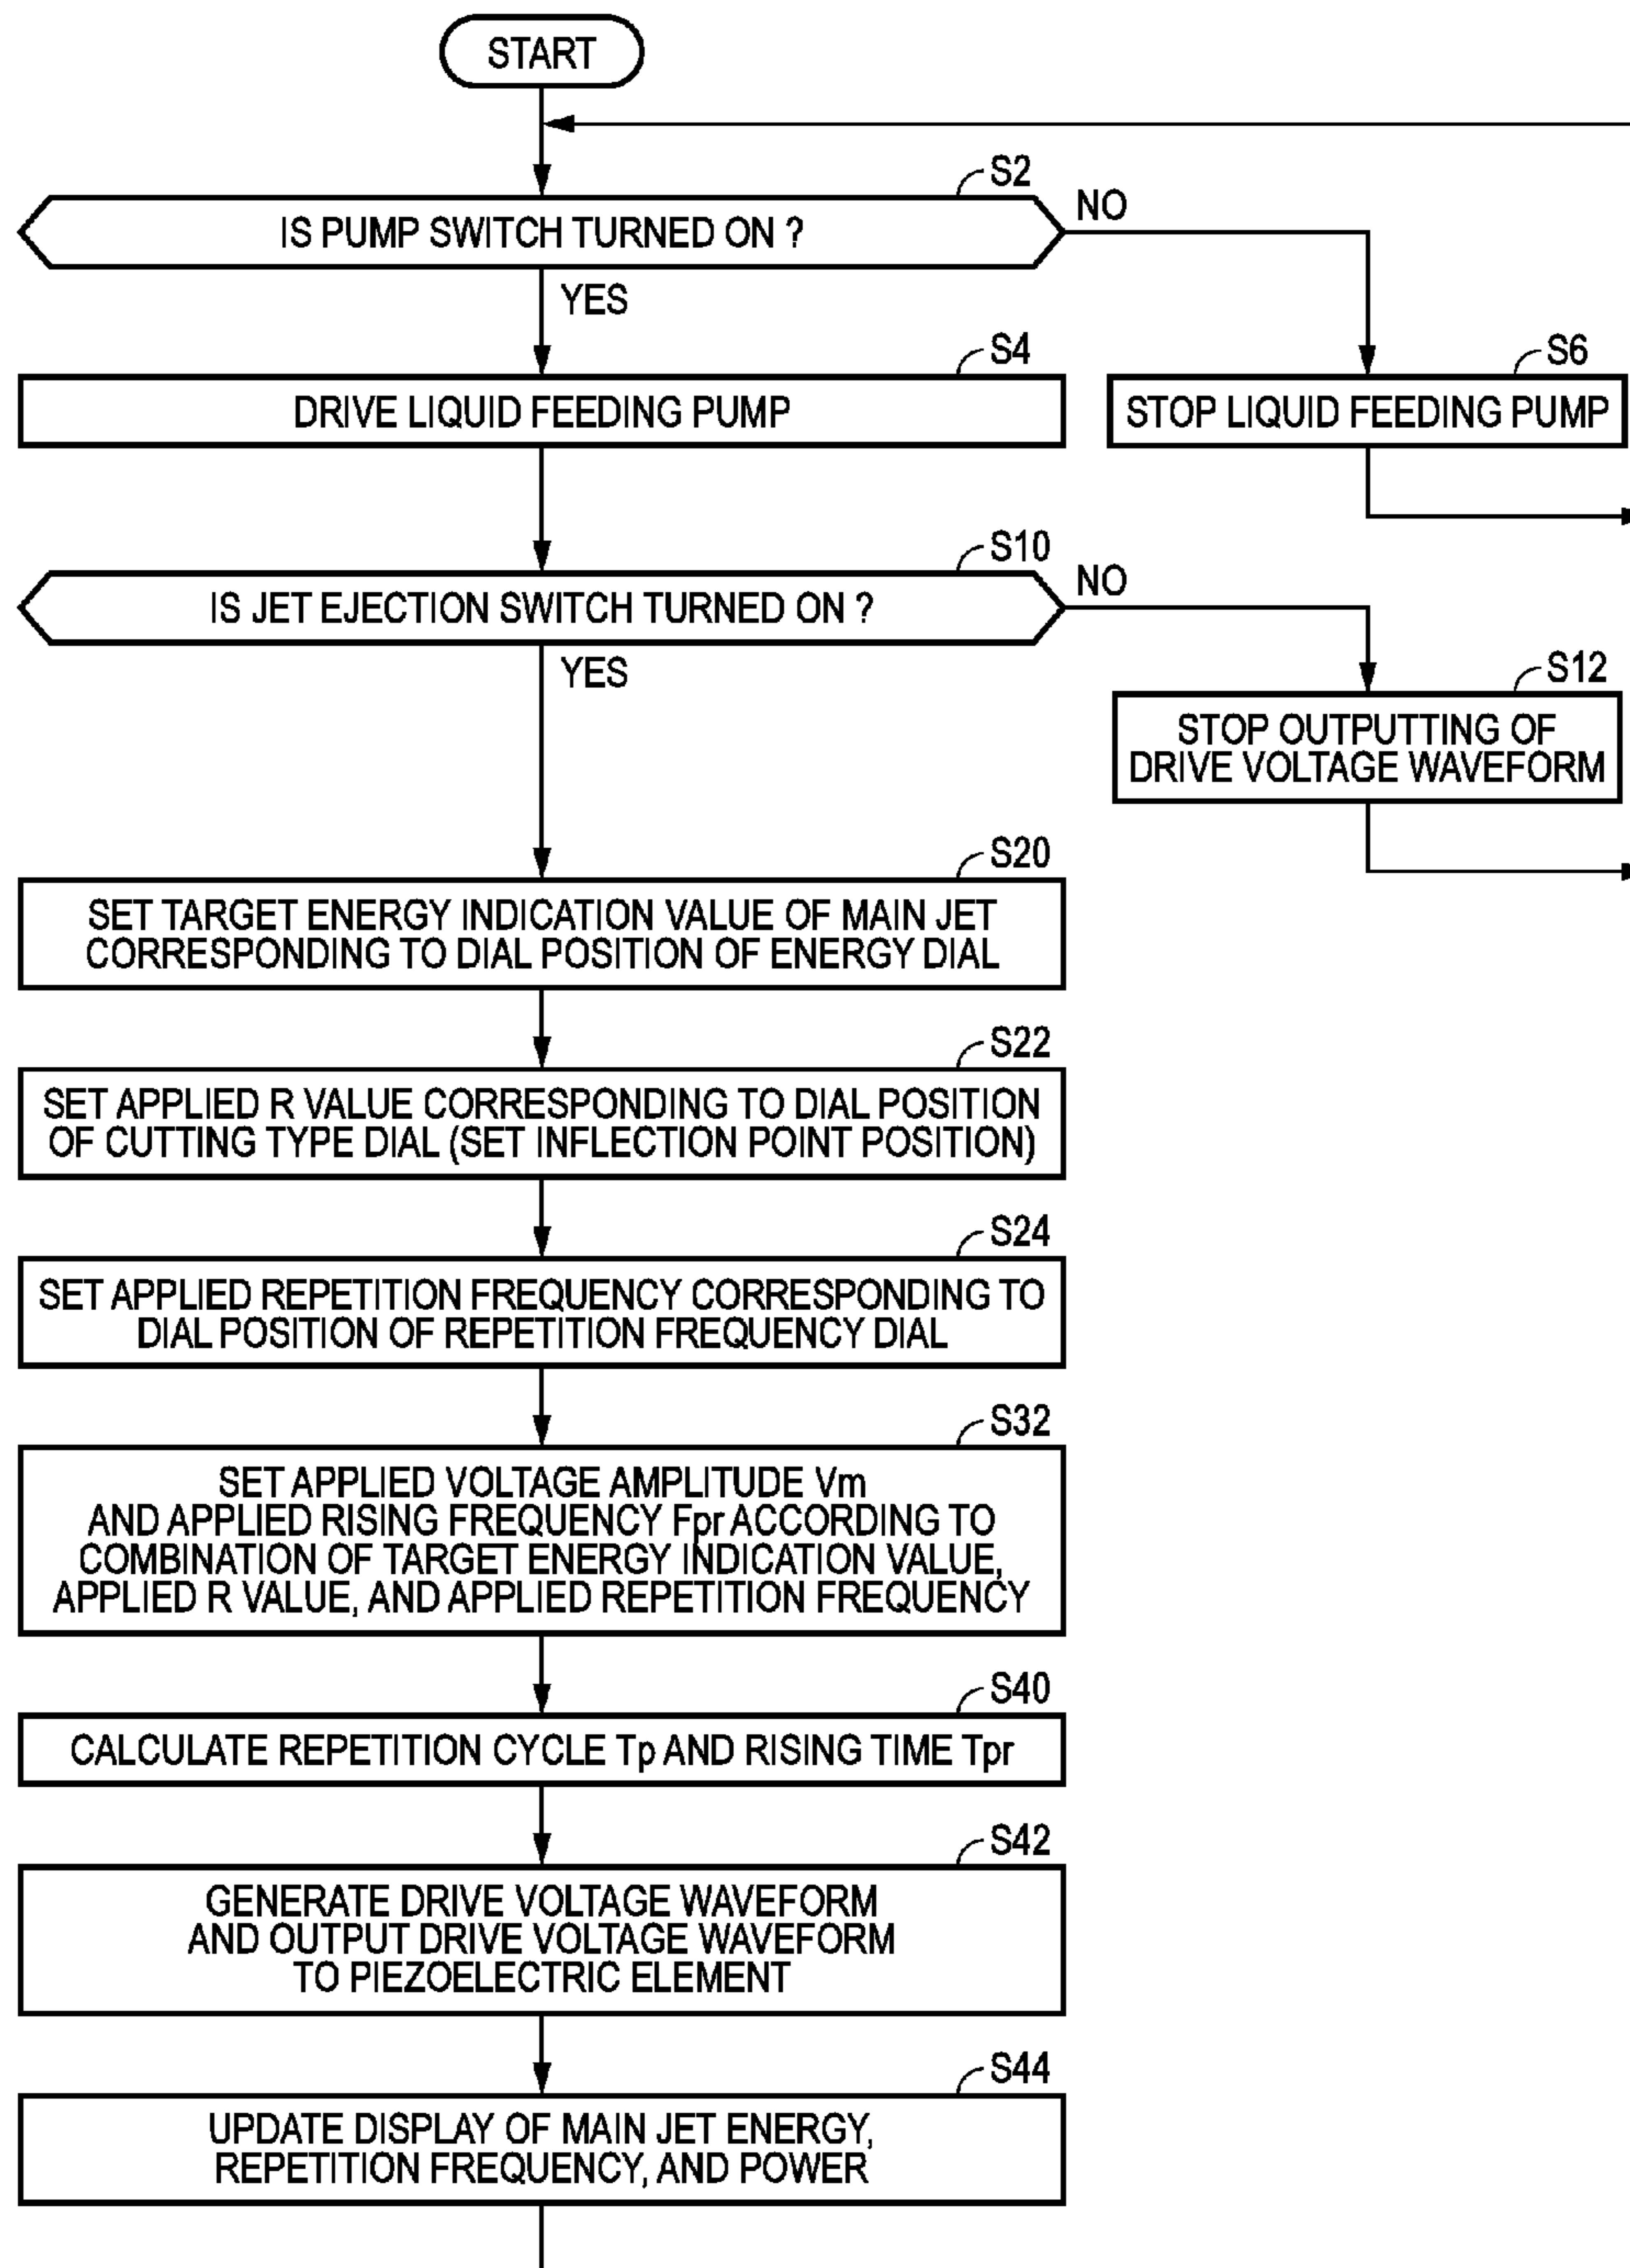 START
S2
IS PUMP SWITCH TURNED ON ?
NO
YES
S4
DRIVE LIQUID FEEDING PUMP
S6
STOP LIQUID FEEDING PUMP
S10
IS JET EJECTION SWITCH TURNED ON ?
NO
YES
S12
STOP OUTPUTTING OF
DRIVE VOLTAGE WAVEFORM
S20
SET TARGET ENERGY INDICATION VALUE OF MAIN JET
CORRESPONDING TO DIAL POSITION OF ENERGY DIAL
S22
SET APPLIED R VALUE CORRESPONDING TO DIAL POSITION
OF CUTTING TYPE DIAL (SET INFLECTION POINT POSITION)
S24
SET APPLIED REPETITION FREQUENCY CORRESPONDING TO
DIAL POSITION OF REPETITION FREQUENCY DIAL
S32
SET APPLIED VOLTAGE AMPLITUDE Vm
AND APPLIED RISING FREQUENCY Fpr ACCORDING TO
COMBINATION OF TARGET ENERGY INDICATION VALUE,
APPLIED R VALUE, AND APPLIED REPETITION FREQUENCY
S40
CALCULATE REPETITION CYCLE Tp AND RISING TIME Tpr
S42
GENERATE DRIVE VOLTAGE WAVEFORM
AND OUTPUT DRIVE VOLTAGE WAVEFORM
TO PIEZOELECTRIC ELEMENT
S44
UPDATE DISPLAY OF MAIN JET ENERGY,
REPETITION FREQUENCY, AND POWER